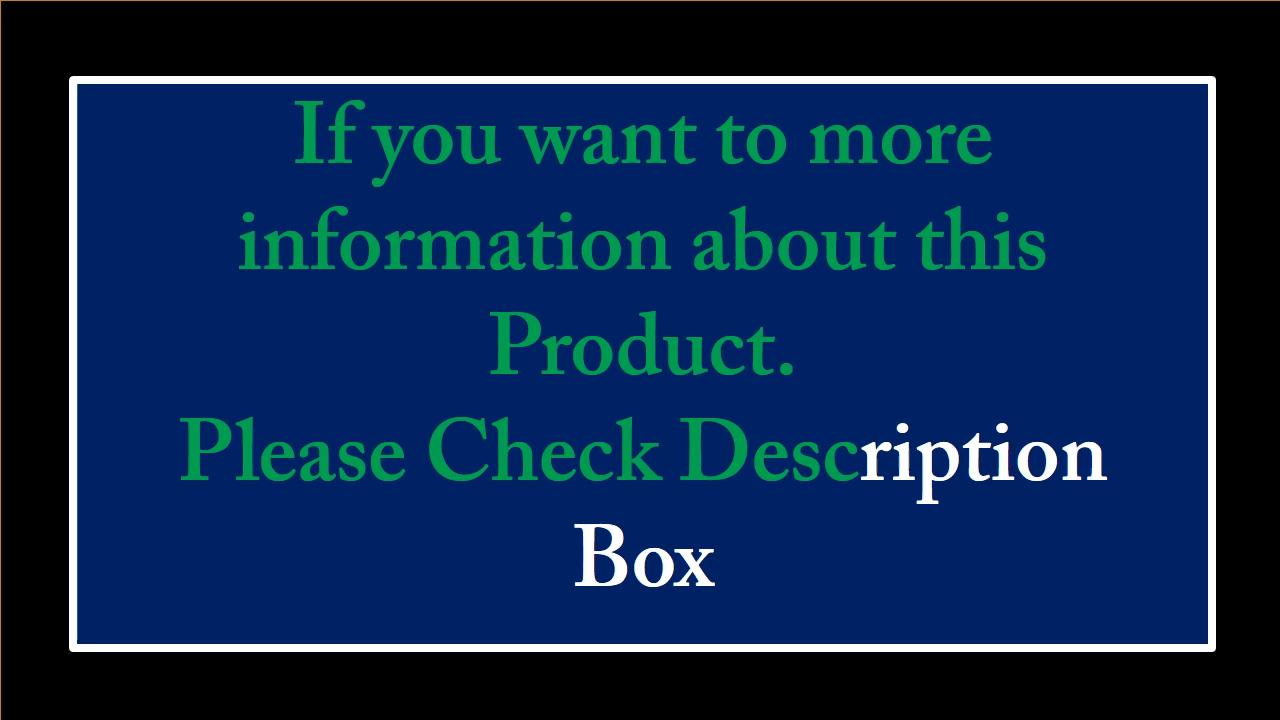 If you want to more
information about this
Product.
Please Check Description
Box